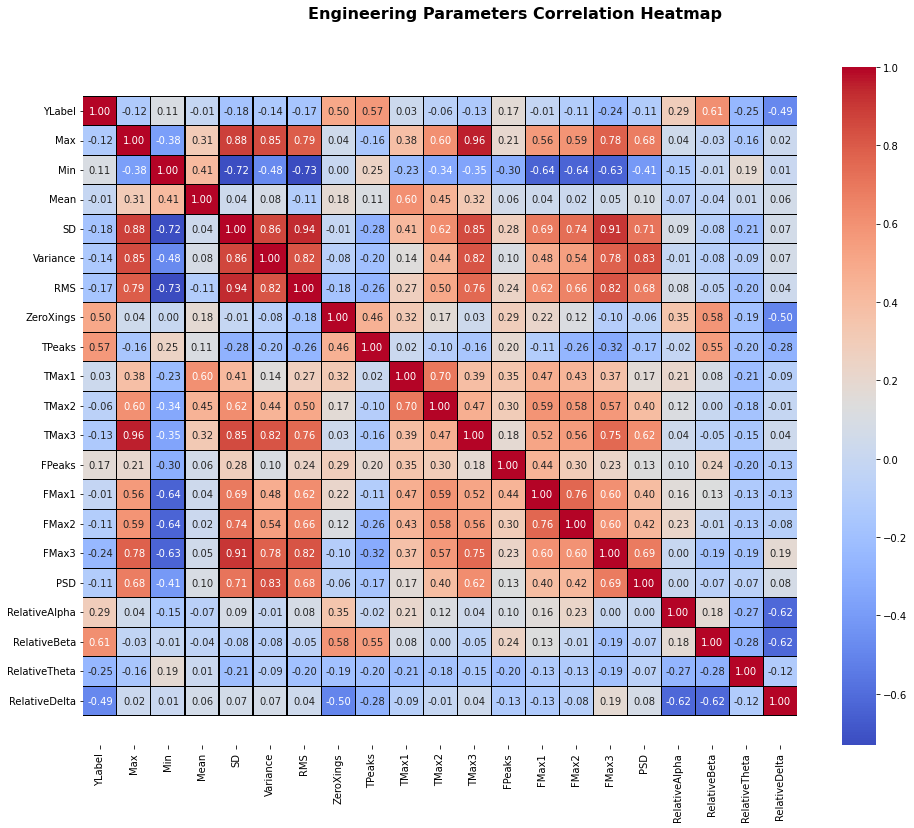 Engineering Parameters Correlation Heatmap
YLabel 1.00 -0.12 0.11 -0.01 -0.18 -0.14 -0.17 0.50 0.57 0.03 -0.06 -0.13 0.17 -0.01 -0.11 -0.24 -0.11 0.29 0.61 -0.25 -0.49
Max -0.12 1.00 -0.38 0.31 0.88 0.85 0.79 0.04 -0.16 0.38 0.60 0.96 0.21 0.56 0.59 0.78 0.68 0.04 -0.03 -0.16 0.02
Min 0.11 -0.38 1.00 0.41 -0.72 -0.48 -0.73 0.00 0.25 -0.23 -0.34 -0.35 -0.30 -0.64 -0.64 -0.63 -0.41 -0.15 -0.01 0.19 0.01
Mean -0.01 0.31 0.41 1.00 0.04 0.08 -0.11 0.18 0.11 0.60 0.45 0.32 0.06 0.04 0.02 0.05 0.10 -0.07 -0.04 0.01 0.06
SD -0.18 0.88 -0.72 0.04 1.00 0.86 0.94 -0.01 -0.28 0.41 0.62 0.85 0.28 0.69 0.74 0.91 0.71 0.09 -0.08 -0.21 0.07
Variance -0.14 0.85 -0.48 0.08 0.86 1.00 0.82 -0.08 -0.20 0.14 0.44 0.82 0.10 0.48 0.54 0.78 0.83 -0.01 -0.08 -0.09 0.07
RMS -0.17 0.79 -0.73 -0.11 0.94 0.82 1.00 -0.18 -0.26 0.27 0.50 0.76 0.24 0.62 0.66 0.82 0.68 0.08 -0.05 -0.20 0.04
ZeroXings 0.50 0.04 0.00 0.18 -0.01 -0.08 -0.18 1.00 0.46 0.32 0.17 0.03 0.29 0.22 0.12 -0.10 -0.06 0.35 0.58 -0.19 -0.50
TPeaks 0.57 -0.16 0.25 0.11 -0.28 -0.20 -0.26 0.46 1.00 0.02 -0.10 -0.16 0.20 -0.11 -0.26 -0.32 -0.17 -0.02 0.55 -0.20 -0.28
TMax1 0.03 0.38 -0.23 0.60 0.41 0.14 0.27 0.32 0.02 1.00 0.70 0.39 0.35 0.47 0.43 0.37 0.17 0.21 0.08 -0.21 -0.09
TMax2 -0.06 0.60 -0.34 0.45 0.62 0.44 0.50 0.17 -0.10 0.70 1.00 0.47 0.30 0.59 0.58 0.57 0.40 0.12 0.00 -0.18 -0.01
TMax3 -0.13 0.96 -0.35 0.32 0.85 0.82 0.76 0.03 -0.16 0.39 0.47 1.00 0.18 0.52 0.56 0.75 0.62 0.04 -0.05 -0.15 0.04
FPeaks 0.17 0.21 -0.30 0.06 0.28 0.10 0.24 0.29 0.20 0.35 0.30 0.18 1.00 0.44 0.30 0.23 0.13 0.10 0.24 -0.20 -0.13
FMax1 -0.01 0.56 -0.64 0.04 0.69 0.48 0.62 0.22 -0.11 0.47 0.59 0.52 0.44 1.00 0.76 0.60 0.40 0.16 0.13 -0.13 -0.13
FMax2 -0.11 0.59 -0.64 0.02 0.74 0.54 0.66 0.12 -0.26 0.43 0.58 0.56 0.30 0.76 1.00 0.60 0.42 0.23 -0.01 -0.13 -0.08
FMax3 -0.24 0.78 -0.63 0.05 0.91 0.78 0.82 -0.10 -0.32 0.37 0.57 0.75 0.23 0.60 0.60 1.00 0.69 0.00 -0.19 -0.19 0.19
PSD -0.11 0.68 -0.41 0.10 0.71 0.83 0.68 -0.06 -0.17 0.17 0.40 0.62 0.13 0.40 0.42 0.69 1.00 0.00 -0.07 -0.07 0.08
RelativeAlpha 0.29 0.04 -0.15 -0.07 0.09 -0.01 0.08 0.35 -0.02 0.21 0.12 0.04 0.10 0.16 0.23 0.00 0.00 1.00 0.18 -0.27 -0.62
RelativeBeta 0.61 -0.03 -0.01 -0.04 -0.08 -0.08 -0.05 0.58 0.55 0.08 0.00 -0.05 0.24 0.13 -0.01 -0.19 -0.07 0.18 1.00 -0.28 -0.62
RelativeTheta -0.25 -0.16 0.19 0.01 -0.21 -0.09 -0.20 -0.19 -0.20 -0.21 -0.18 -0.15 -0.20 -0.13 -0.13 -0.19 -0.07 -0.27 -0.28 1.00 -0.12
RelativeDelta -0.49 0.02 0.01 0.06 0.07 0.07 0.04 -0.50 -0.28 -0.09 -0.01 0.04 -0.13 -0.13 -0.08 0.19 0.08 -0.62 -0.62 -0.12 1.00
YLabel Max Min Mean SD Variance RMS ZeroXings TPeaks TMax1 TMax2 TMax3 FPeaks FMax1 FMax2 FMax3 PSD RelativeAlpha RelativeBeta RelativeTheta RelativeDelta
1.0
0.8
0.6
0.4
0.2
0.0
−0.2
−0.4
−0.6